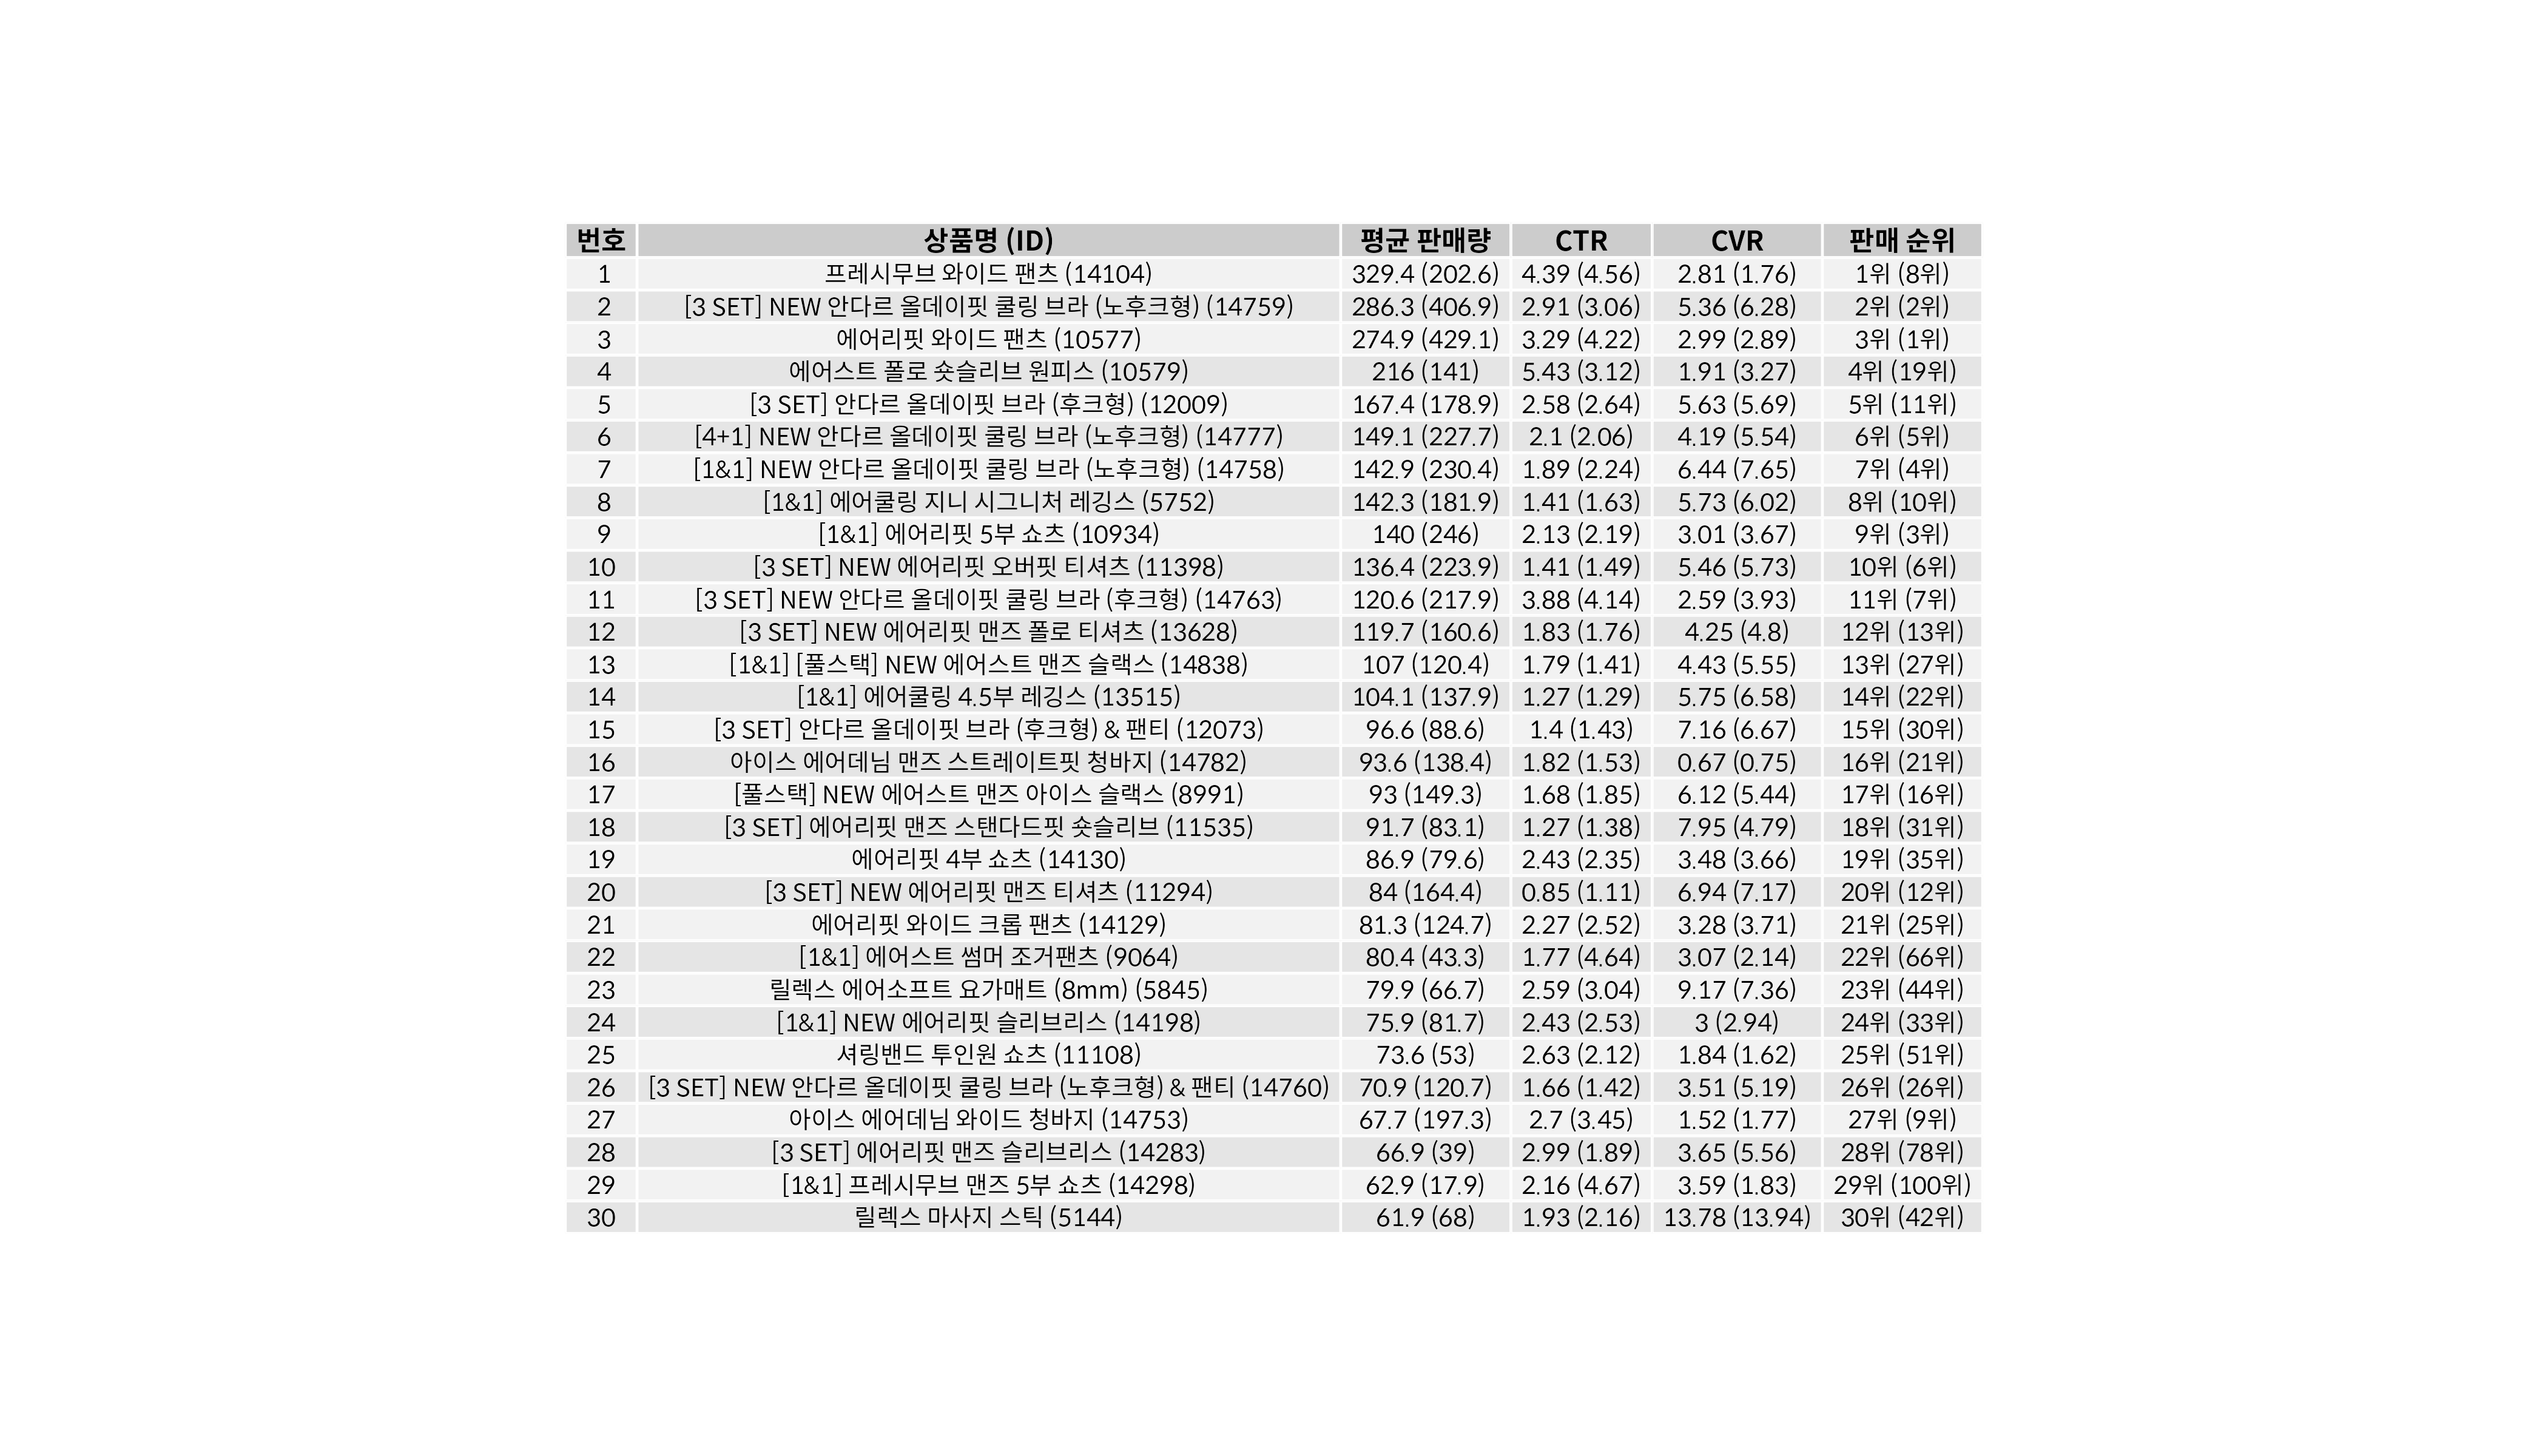 번호 상품명 (ID) 평균 판매량 CTR CVR 판매 순위
1 프레시무브 와이드 팬츠 (14104) 329.4 (202.6) 4.39 (4.56) 2.81 (1.76) 1위 (8위)
2 [3 SET] NEW 안다르 올데이핏 쿨링 브라 (노후크형) (14759) 286.3 (406.9) 2.91 (3.06) 5.36 (6.28) 2위 (2위)
3 에어리핏 와이드 팬츠 (10577) 274.9 (429.1) 3.29 (4.22) 2.99 (2.89) 3위 (1위)
4 에어스트 폴로 숏슬리브 원피스 (10579) 216 (141) 5.43 (3.12) 1.91 (3.27) 4위 (19위)
5 [3 SET] 안다르 올데이핏 브라 (후크형) (12009) 167.4 (178.9) 2.58 (2.64) 5.63 (5.69) 5위 (11위)
6 [4+1] NEW 안다르 올데이핏 쿨링 브라 (노후크형) (14777) 149.1 (227.7) 2.1 (2.06) 4.19 (5.54) 6위 (5위)
7 [1&1] NEW 안다르 올데이핏 쿨링 브라 (노후크형) (14758) 142.9 (230.4) 1.89 (2.24) 6.44 (7.65) 7위 (4위)
8 [1&1] 에어쿨링 지니 시그니처 레깅스 (5752) 142.3 (181.9) 1.41 (1.63) 5.73 (6.02) 8위 (10위)
9 [1&1] 에어리핏 5부 쇼츠 (10934) 140 (246) 2.13 (2.19) 3.01 (3.67) 9위 (3위)
10 [3 SET] NEW 에어리핏 오버핏 티셔츠 (11398) 136.4 (223.9) 1.41 (1.49) 5.46 (5.73) 10위 (6위)
11 [3 SET] NEW 안다르 올데이핏 쿨링 브라 (후크형) (14763) 120.6 (217.9) 3.88 (4.14) 2.59 (3.93) 11위 (7위)
12 [3 SET] NEW 에어리핏 맨즈 폴로 티셔츠 (13628) 119.7 (160.6) 1.83 (1.76) 4.25 (4.8) 12위 (13위)
13 [1&1] [풀스택] NEW 에어스트 맨즈 슬랙스 (14838) 107 (120.4) 1.79 (1.41) 4.43 (5.55) 13위 (27위)
14 [1&1] 에어쿨링 4.5부 레깅스 (13515) 104.1 (137.9) 1.27 (1.29) 5.75 (6.58) 14위 (22위)
15 [3 SET] 안다르 올데이핏 브라 (후크형) & 팬티 (12073) 96.6 (88.6) 1.4 (1.43) 7.16 (6.67) 15위 (30위)
16 아이스 에어데님 맨즈 스트레이트핏 청바지 (14782) 93.6 (138.4) 1.82 (1.53) 0.67 (0.75) 16위 (21위)
17 [풀스택] NEW 에어스트 맨즈 아이스 슬랙스 (8991) 93 (149.3) 1.68 (1.85) 6.12 (5.44) 17위 (16위)
18 [3 SET] 에어리핏 맨즈 스탠다드핏 숏슬리브 (11535) 91.7 (83.1) 1.27 (1.38) 7.95 (4.79) 18위 (31위)
19 에어리핏 4부 쇼츠 (14130) 86.9 (79.6) 2.43 (2.35) 3.48 (3.66) 19위 (35위)
20 [3 SET] NEW 에어리핏 맨즈 티셔츠 (11294) 84 (164.4) 0.85 (1.11) 6.94 (7.17) 20위 (12위)
21 에어리핏 와이드 크롭 팬츠 (14129) 81.3 (124.7) 2.27 (2.52) 3.28 (3.71) 21위 (25위)
22 [1&1] 에어스트 썸머 조거팬츠 (9064) 80.4 (43.3) 1.77 (4.64) 3.07 (2.14) 22위 (66위)
23 릴렉스 에어소프트 요가매트 (8mm) (5845) 79.9 (66.7) 2.59 (3.04) 9.17 (7.36) 23위 (44위)
24 [1&1] NEW 에어리핏 슬리브리스 (14198) 75.9 (81.7) 2.43 (2.53) 3 (2.94) 24위 (33위)
25 셔링밴드 투인원 쇼츠 (11108) 73.6 (53) 2.63 (2.12) 1.84 (1.62) 25위 (51위)
26 [3 SET] NEW 안다르 올데이핏 쿨링 브라 (노후크형) & 팬티 (14760) 70.9 (120.7) 1.66 (1.42) 3.51 (5.19) 26위 (26위)
27 아이스 에어데님 와이드 청바지 (14753) 67.7 (197.3) 2.7 (3.45) 1.52 (1.77) 27위 (9위)
28 [3 SET] 에어리핏 맨즈 슬리브리스 (14283) 66.9 (39) 2.99 (1.89) 3.65 (5.56) 28위 (78위)
29 [1&1] 프레시무브 맨즈 5부 쇼츠 (14298) 62.9 (17.9) 2.16 (4.67) 3.59 (1.83) 29위 (100위)
30 릴렉스 마사지 스틱 (5144) 61.9 (68) 1.93 (2.16) 13.78 (13.94) 30위 (42위)